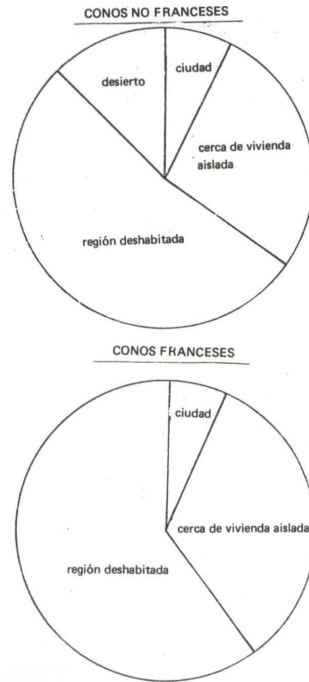 CONOS NO FRANCESES
desierto
ciudad
cerca de vivienda
aislada
región deshabitada
CONOS FRANCESES
ciudad
cerca de vivienda aislada
región deshabitada